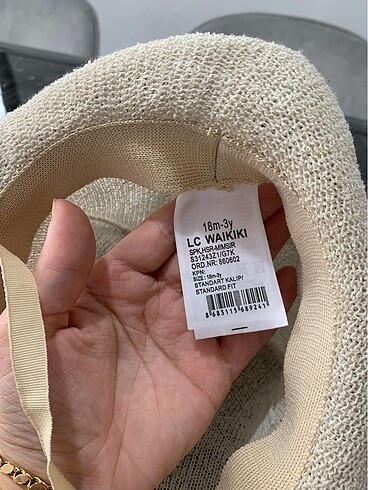 18m-3y
LC WAIKIKI
SPK,HSR-MIMSIR
S31243Z1/G7K
ORD.NR: 860602
KPN:
SIZE: 18m-3y
STANDART KALIP/
STANDARD FIT
8683115689241